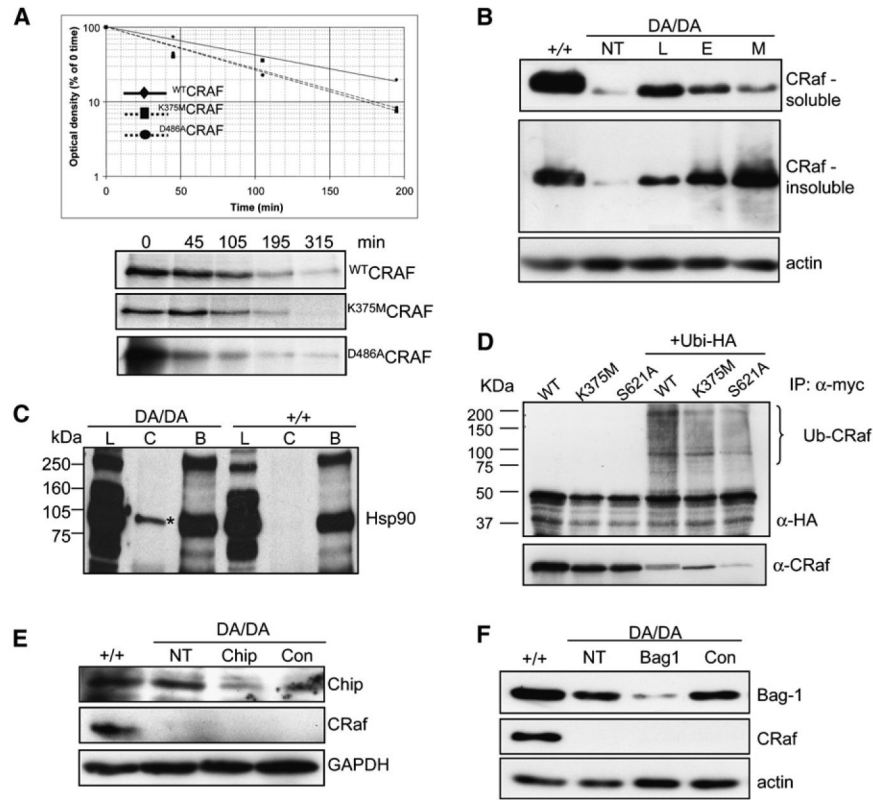 A
Optical density (% of 0 time)
100
10
1
WTCRAF
K375MCRAF
D486ACRAF
0 50 100 150 200
Time (min)
0 45 105 195 315 min
WTCRAF
K375MCRAF
D486ACRAF
B
DA/DA
+/+ NT L E M
CRaf -
soluble
CRaf -
insoluble
actin
C
DA/DA +/+
kDa L C B L C B
250
160
105
75
*
Hsp90
D
+Ubi-HA
KDa WT K375M S621A WT K375M S621A IP: α-myc
200
150
100
75
50
37
Ub-CRaf
α-HA
α-CRaf
E
DA/DA
+/+ NT Chip Con
Chip
CRaf
GAPDH
F
DA/DA
+/+ NT Bag1 Con
Bag-1
CRaf
actin